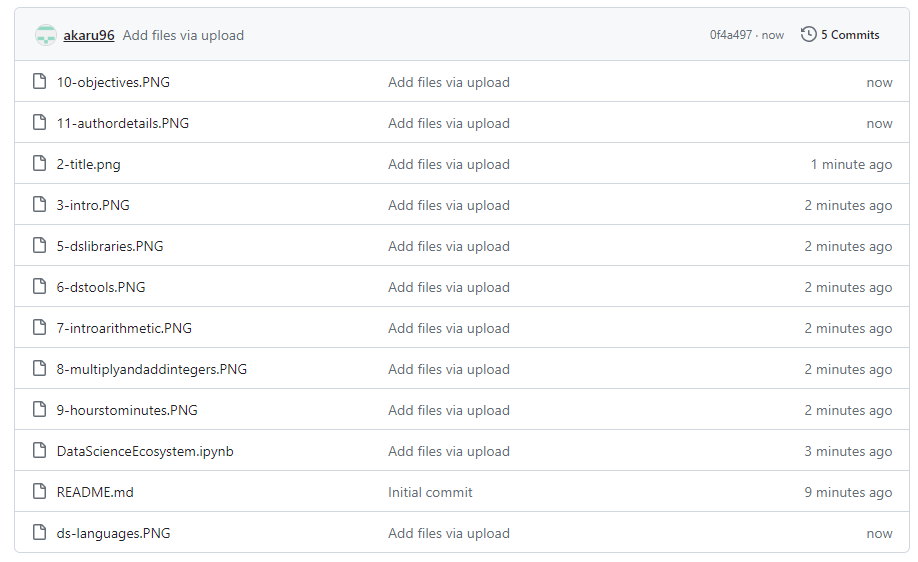 akaru96 Add files via upload 0f4a497 · now 5 Commits
10-objectives.PNG Add files via upload now
11-authordetails.PNG Add files via upload now
2-title.png Add files via upload 1 minute ago
3-intro.PNG Add files via upload 2 minutes ago
5-dslibraries.PNG Add files via upload 2 minutes ago
6-dstools.PNG Add files via upload 2 minutes ago
7-introarithmetic.PNG Add files via upload 2 minutes ago
8-multiplyandaddintegers.PNG Add files via upload 2 minutes ago
9-hourstominutes.PNG Add files via upload 2 minutes ago
DataScienceEcosystem.ipynb Add files via upload 3 minutes ago
README.md Initial commit 9 minutes ago
ds-languages.PNG Add files via upload now